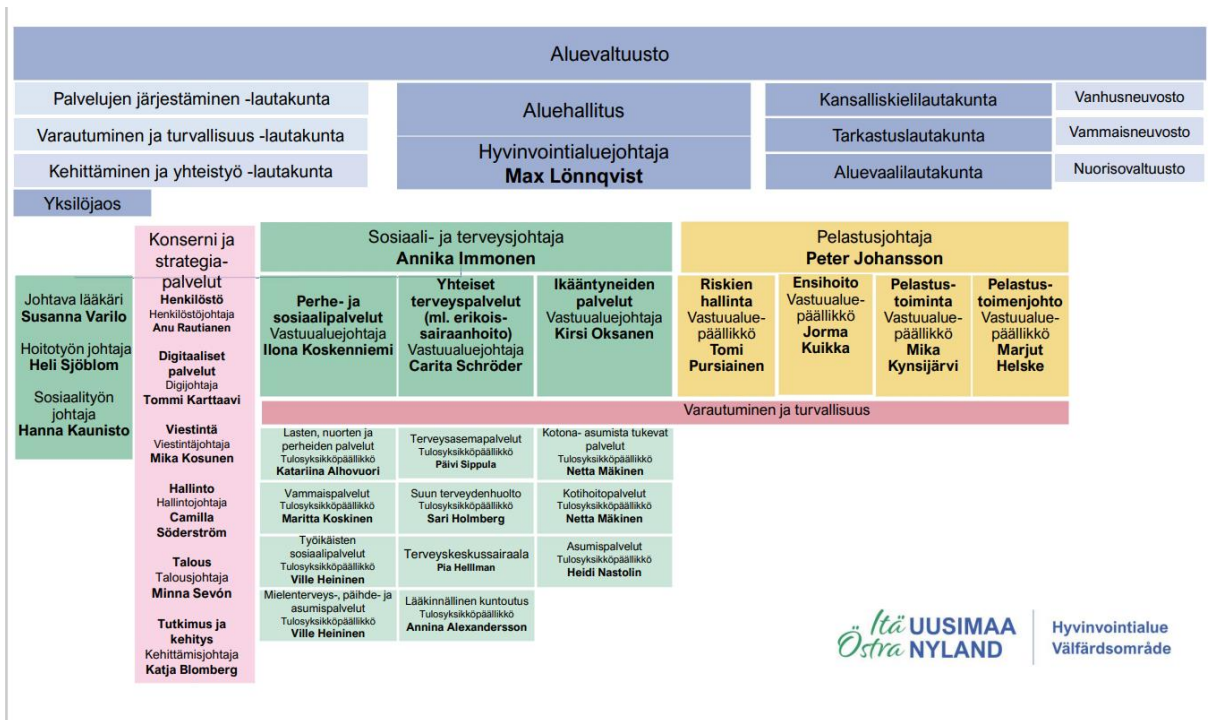 Aluevaltuusto
Palvelujen järjestäminen -lautakunta
Varautuminen ja turvallisuus -lautakunta
Kehittäminen ja yhteistyö -lautakunta
Yksilöjaos
Aluehallitus
Hyvinvointialuejohtaja
Max Lönnqvist
Kansalliskielilautakunta
Tarkastuslautakunta
Aluevaalilautakunta
Vanhusneuvosto
Vammaisneuvosto
Nuorisovaltuusto
Johtava lääkäri
Susanna Varilo
Hoitotyön johtaja
Heli Sjöblom
Sosiaalityön
johtaja
Hanna Kaunisto
Konserni ja
strategia-
palvelut
Henkilöstö
Henkilöstöjohtaja
Anu Rautianen
Digitaaliset
palvelut
Digijohtaja
Tommi Karttaavi
Viestintä
Viestintäjohtaja
Mika Kosunen
Hallinto
Hallintojohtaja
Camilla
Söderström
Talous
Talousjohtaja
Minna Sevón
Tutkimus ja
kehitys
Kehittämisjohtaja
Katja Blomberg
Sosiaali- ja terveysjohtaja
Annika Immonen
Perhe- ja
sosiaalipalvelut
Vastuualuejohtaja
Ilona Koskenniemi
Yhteiset
terveyspalvelut
(ml. erikois-
sairaanhoito)
Vastuualuejohtaja
Carita Schröder
Ikääntyneiden
palvelut
Vastuualuejohtaja
Kirsi Oksanen
Pelastusjohtaja
Peter Johansson
Riskien
hallinta
Vastuualue-
päällikkö
Tomi
Pursiainen
Ensihoito
Vastuualue-
päällikkö
Jorma
Kuikka
Pelastus-
toiminta
Vastuualue-
päällikkö
Mika
Kynsijärvi
Pelastus-
toimenjohto
Vastuualue-
päällikkö
Marjut
Helske
Varautuminen ja turvallisuus
Lasten, nuorten ja
perheiden palvelut
Tulosyksikköpäällikkö
Katariina Alhovuori
Vammaispalvelut
Tulosyksikköpäällikkö
Maritta Koskinen
Työikäisten
sosiaalipalvelut
Tulosyksikköpäällikkö
Ville Heininen
Mielenterveys-, päihde- ja
asumispalvelut
Tulosyksikköpäällikkö
Ville Heininen
Terveysasemapalvelut
Tulosyksikköpäällikkö
Päivi Sippula
Suun terveydenhuolto
Tulosyksikköpäällikkö
Sari Holmberg
Terveyskeskussairaala
Pia Helllman
Lääkinnällinen kuntoutus
Tulosyksikköpäällikkö
Annina Alexandersson
Kotona- asumista tukevat
palvelut
Tulosyksikköpäällikkö
Netta Mäkinen
Kotihoitopalvelut
Tulosyksikköpäällikkö
Netta Mäkinen
Asumispalvelut
Tulosyksikköpäällikkö
Heidi Nastolin
Itä UUSIMAA
Östra NYLAND
Hyvinvointialue
Välfärdsområde